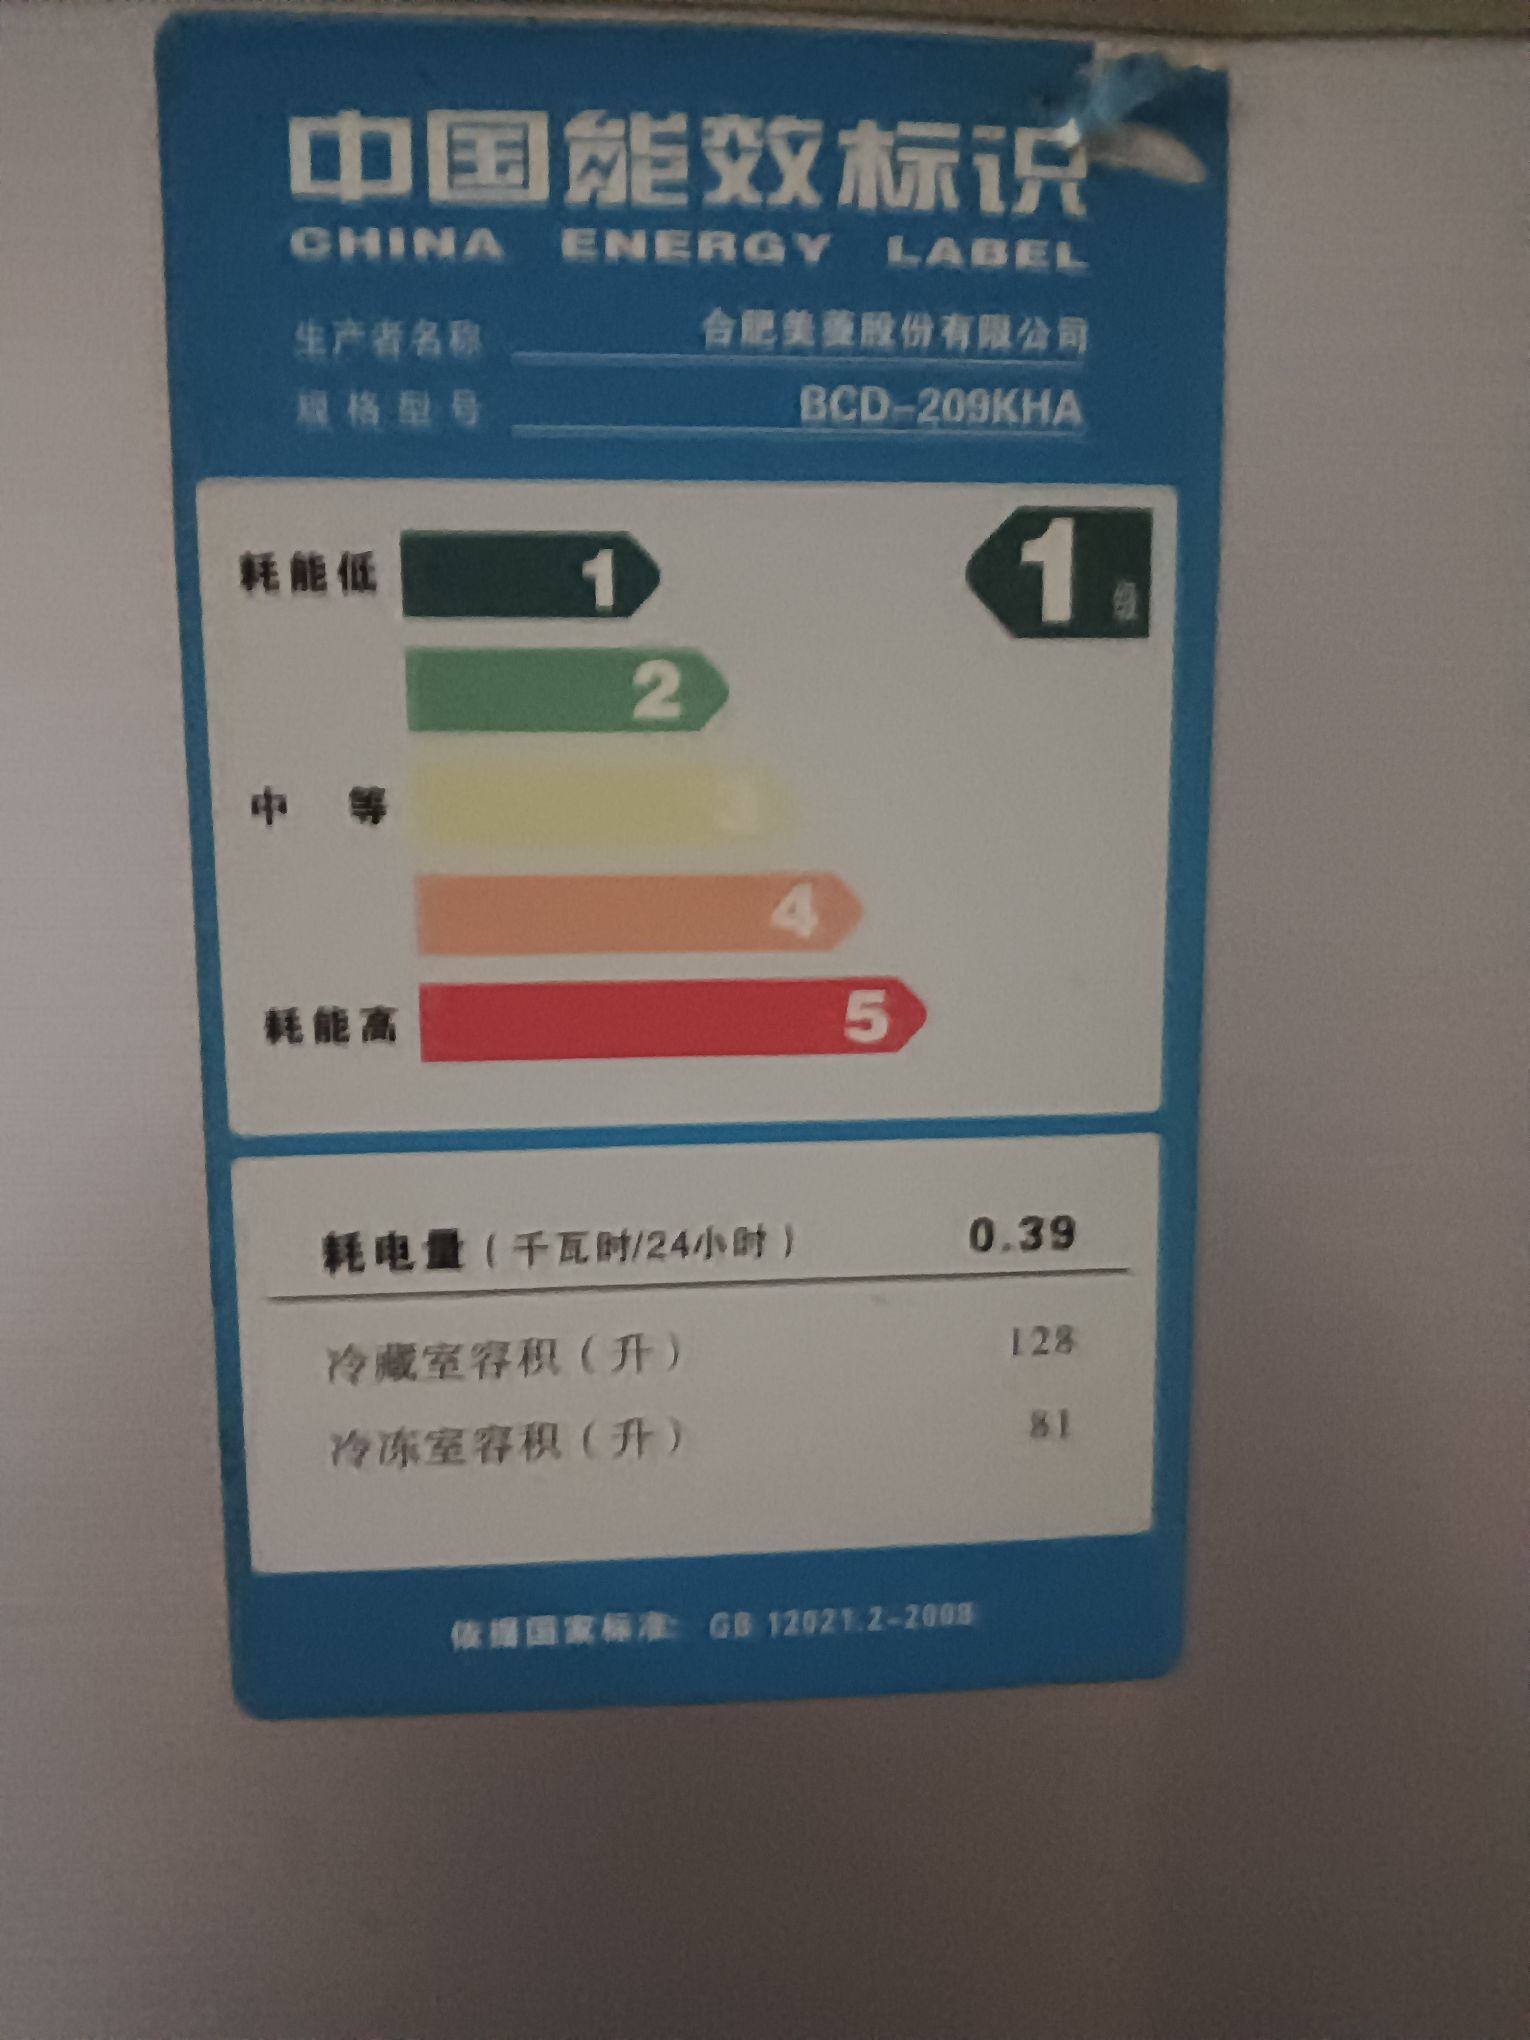 中国能效标识
CHINA ENERGY LABEL
生产者名称 合肥美菱股份有限公司
规格型号 BCD-209KHA
耗能低 1 1级
2
中 等 3
4
耗能高 5
耗电量（千瓦时/24小时） 0.39
冷藏室容积（升） 128
冷冻室容积（升） 81
依据国家标准: GB 12021.2-2008